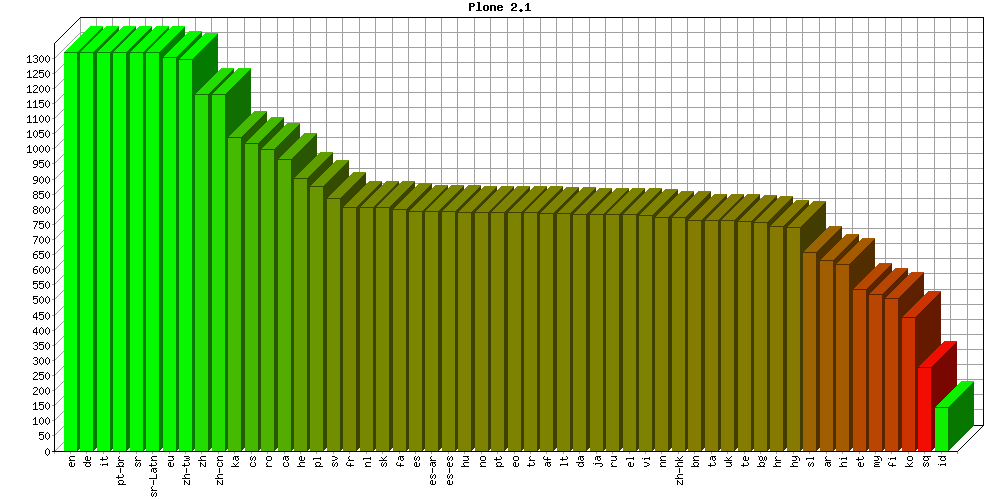 Plone 2.1
1300
1250
1200
1150
1100
1050
1000
950
900
850
800
750
700
650
600
550
500
450
400
350
300
250
200
150
100
50
0
en
de
it
pt-br
sr
sr-Latn
eu
zh-tw
zh
zh-cn
ka
cs
ro
ca
he
pl
sv
fr
nl
sk
fa
es
es-ar
es-es
hu
no
pt
eo
tr
af
lt
da
ja
ru
el
vi
nn
zh-hk
bn
ta
uk
te
bg
hr
hy
sl
ar
hi
et
my
fi
ko
sq
id